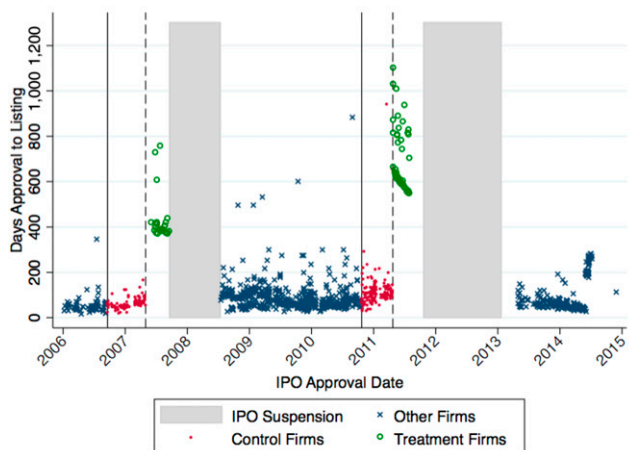 Days Approval to Listing
1,200
1,000
800
600
400
200
0
2006 2007 2008 2009 2010 2011 2012 2013 2014 2015
IPO Approval Date
IPO Suspension × Other Firms
Control Firms Treatment Firms